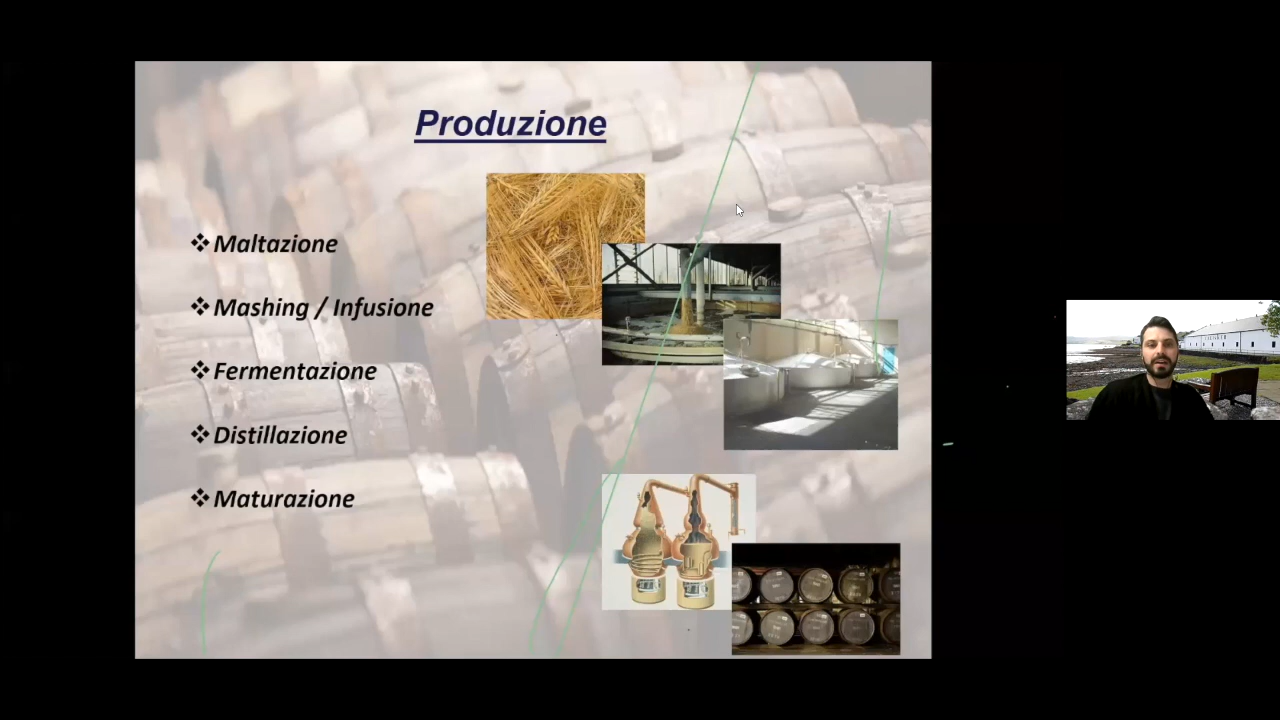 Produzione
Maltazione
Mashing / Infusione
Fermentazione
Distillazione
Maturazione